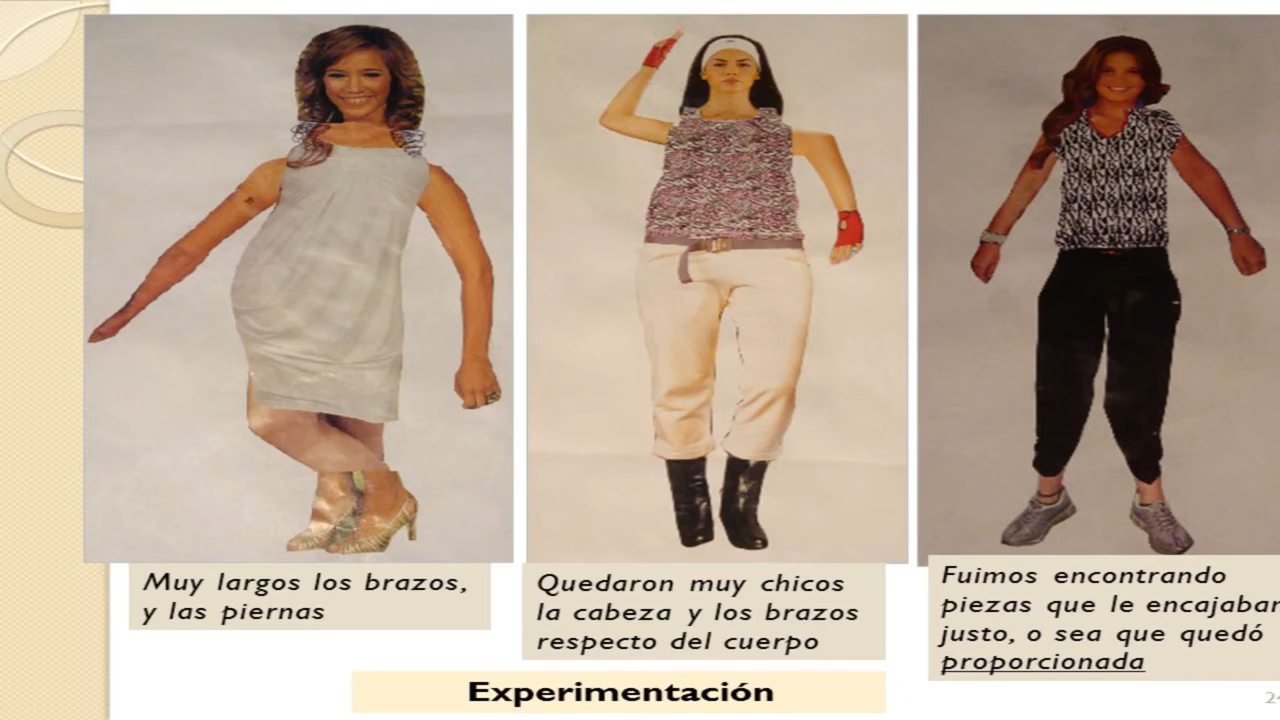 Muy largos los brazos,
y las piernas
Quedaron muy chicos
la cabeza y los brazos
respecto del cuerpo
Fuimos encontrando
piezas que le encajaban
justo, o sea que quedó
proporcionada
Experimentación